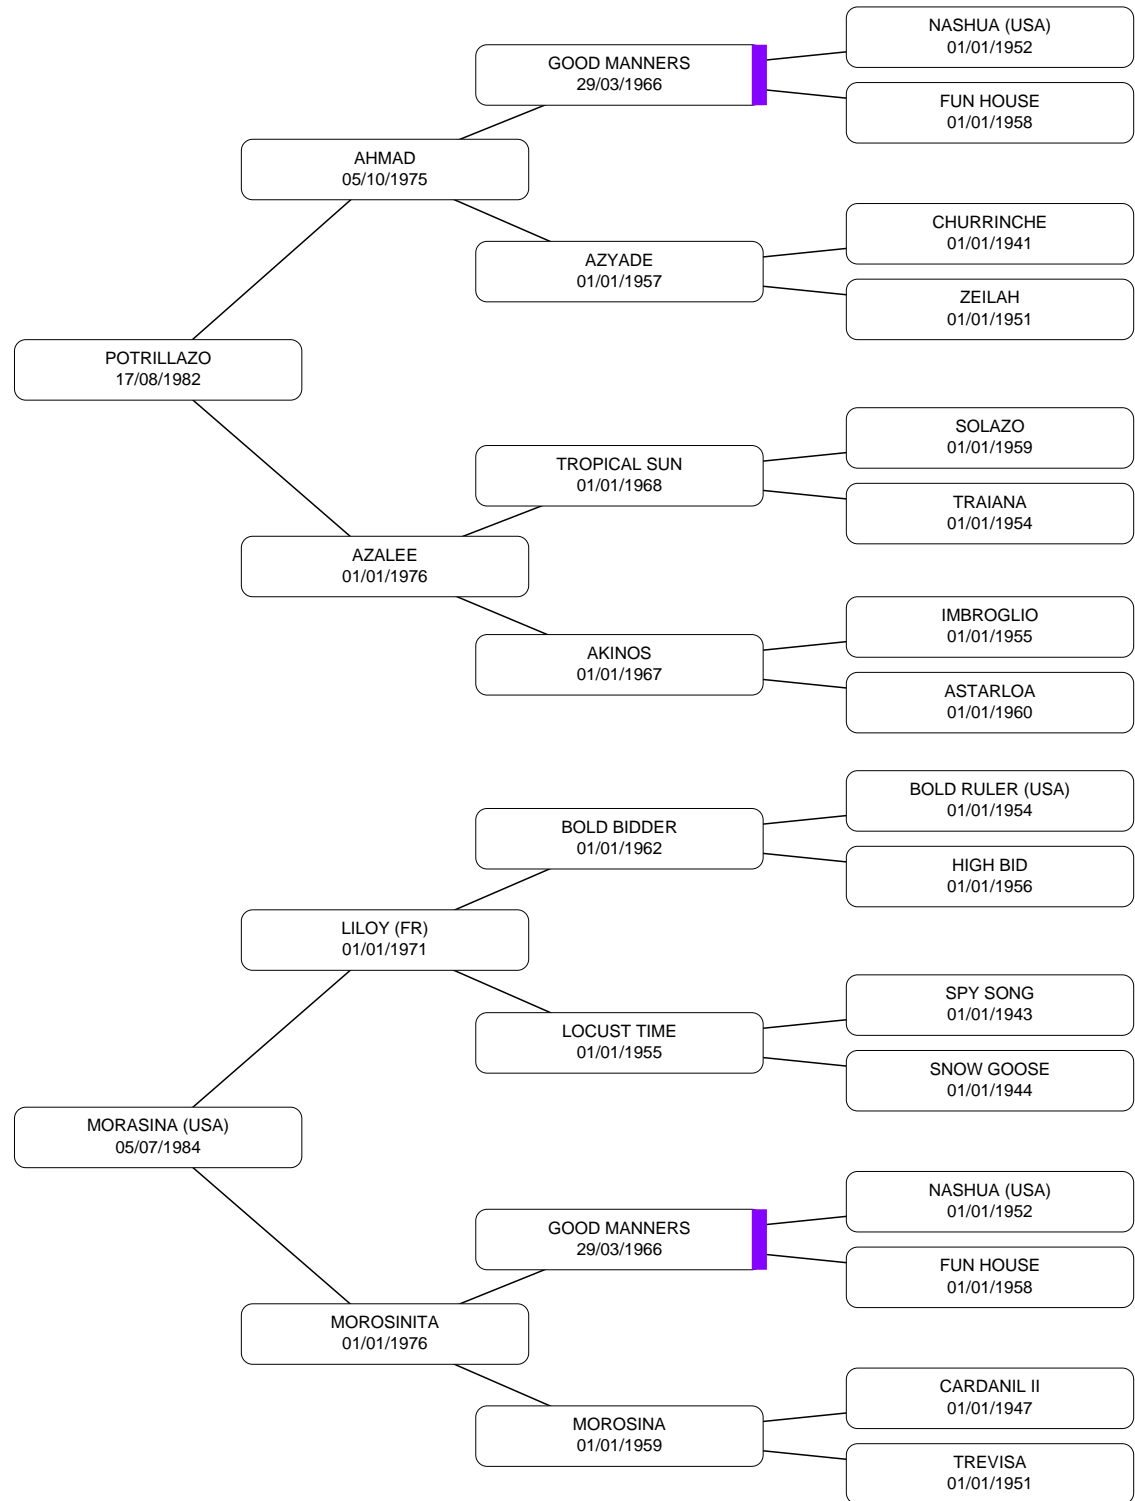 NASHUA (USA)
01/01/1952
GOOD MANNERS
29/03/1966
FUN HOUSE
01/01/1958
AHMAD
05/10/1975
CHURRINCHE
01/01/1941
AZYADE
01/01/1957
ZEILAH
01/01/1951
POTRILLAZO
17/08/1982
SOLAZO
01/01/1959
TROPICAL SUN
01/01/1968
TRAIANA
01/01/1954
AZALEE
01/01/1976
IMBROGLIO
01/01/1955
AKINOS
01/01/1967
ASTARLOA
01/01/1960
BOLD RULER (USA)
01/01/1954
BOLD BIDDER
01/01/1962
HIGH BID
01/01/1956
LILOY (FR)
01/01/1971
SPY SONG
01/01/1943
LOCUST TIME
01/01/1955
SNOW GOOSE
01/01/1944
MORASINA (USA)
05/07/1984
NASHUA (USA)
01/01/1952
GOOD MANNERS
29/03/1966
FUN HOUSE
01/01/1958
MOROSINITA
01/01/1976
CARDANIL II
01/01/1947
MOROSINA
01/01/1959
TREVISA
01/01/1951